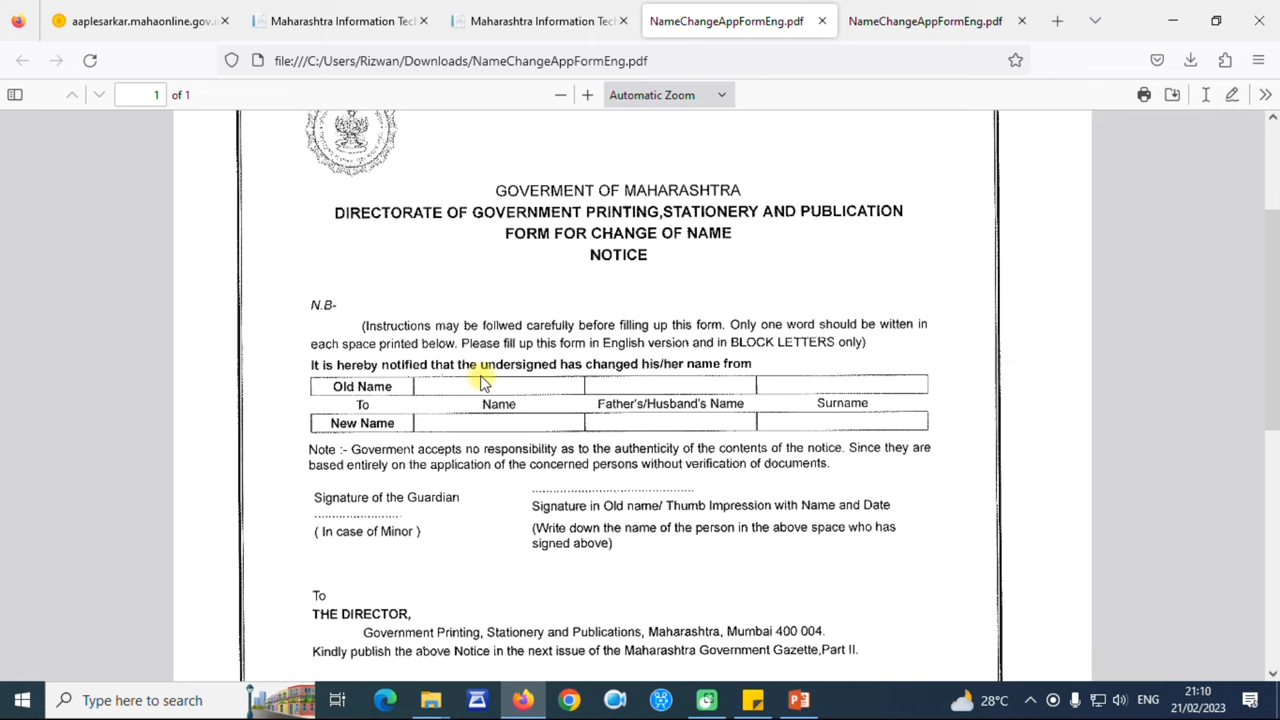 aaplesarkar.mahaonline.gov.i
Maharashtra Information Tech
Maharashtra Information Tech
NameChangeAppFormEng.pdf
NameChangeAppFormEng.pdf
file:///C:/Users/Rizwan/Downloads/NameChangeAppFormEng.pdf
1 of 1
Automatic Zoom
GOVERMENT OF MAHARASHTRA
DIRECTORATE OF GOVERNMENT PRINTING,STATIONERY AND PUBLICATION
FORM FOR CHANGE OF NAME
NOTICE
N.B-
(Instructions may be follwed carefully before filling up this form. Only one word should be witten in
each space printed below. Please fill up this form in English version and in BLOCK LETTERS only)
It is hereby notified that the undersigned has changed his/her name from
Old Name
To Name Father's/Husband's Name Surname
New Name
Note :- Goverment accepts no responsibility as to the authenticity of the contents of the notice. Since they are
based entirely on the application of the concerned persons without verification of documents.
Signature of the Guardian
( In case of Minor )
Signature in Old name/ Thumb Impression with Name and Date
(Write down the name of the person in the above space who has
signed above)
To
THE DIRECTOR,
Government Printing, Stationery and Publications, Maharashtra, Mumbai 400 004.
Kindly publish the above Notice in the next issue of the Maharashtra Government Gazette,Part II.
Type here to search
28°C
ENG
21:10
21/02/2023